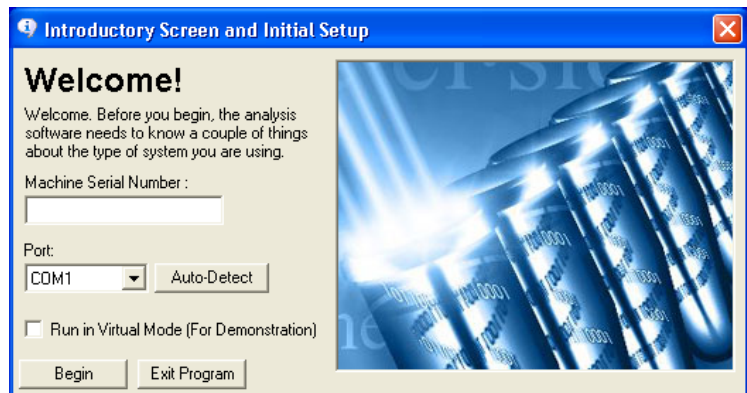 Introductory Screen and Initial Setup
Welcome!
Welcome. Before you begin, the analysis
software needs to know a couple of things
about the type of system you are using.
Machine Serial Number :
Port:
COM1
Auto-Detect
Run in Virtual Mode (For Demonstration)
Begin
Exit Program